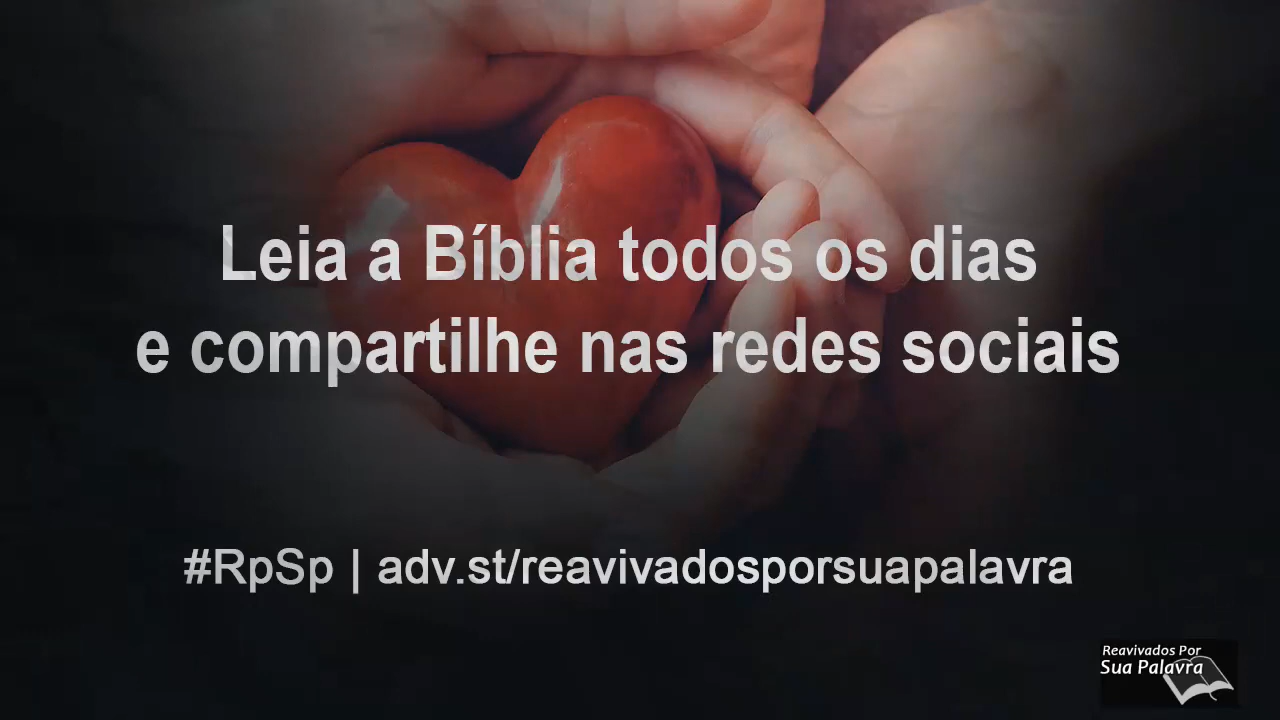 Leia a Bíblia todos os dias
e compartilhe nas redes sociais
#RpSp | adv.st/reavivadosporsuapalavra
Reavivados Por
Sua Palavra